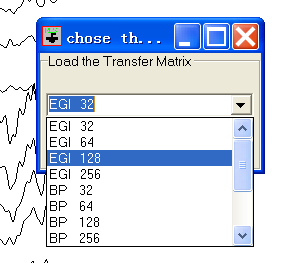 chose th...
Load the Transfer Matrix
EGI 32
EGI 32
EGI 64
EGI 128
EGI 256
BP 32
BP 64
BP 128
BP 256